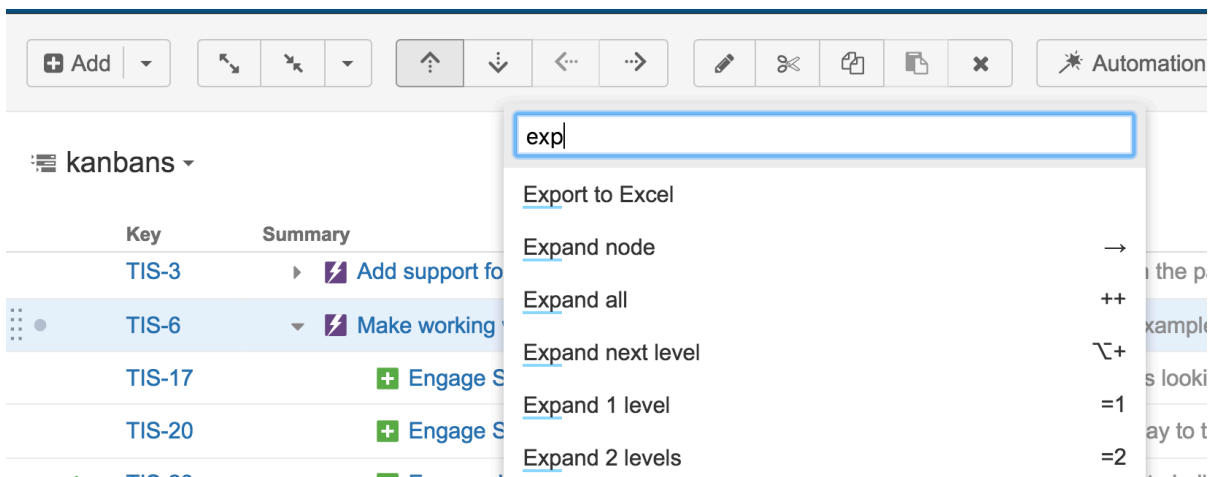 Add
Automation
exp
kanbans
Export to Excel
Key Summary
Expand node →
TIS-3 Add support fo the pa
Expand all ++
TIS-6 Make working
Expand next level ⌥+
TIS-17 Engage S s looki
Expand 1 level =1
TIS-20 Engage S ay to t
Expand 2 levels =2